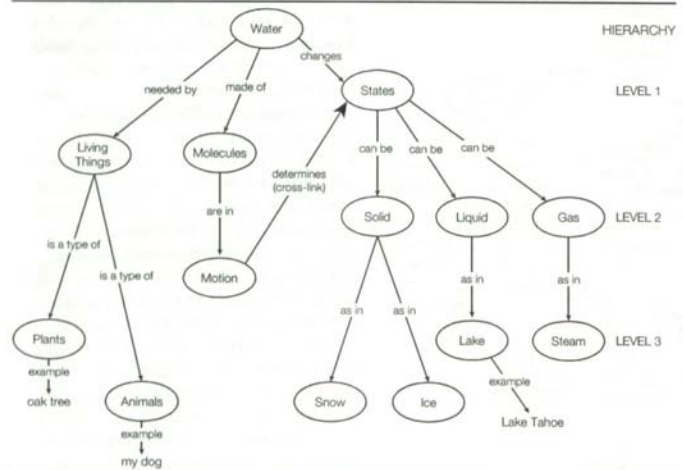 HIERARCHY
Water
changes
needed by
made of
States
LEVEL 1
Living
Things
Molecules
can be
can be
can be
determines
(cross-link)
are in
Solid
Liquid
Gas
LEVEL 2
is a type of
is a type of
Motion
as in
as in
as in
as in
Plants
Lake
Steam
LEVEL 3
example
example
oak tree
Animals
Snow
Ice
Lake Tahoe
example
my dog